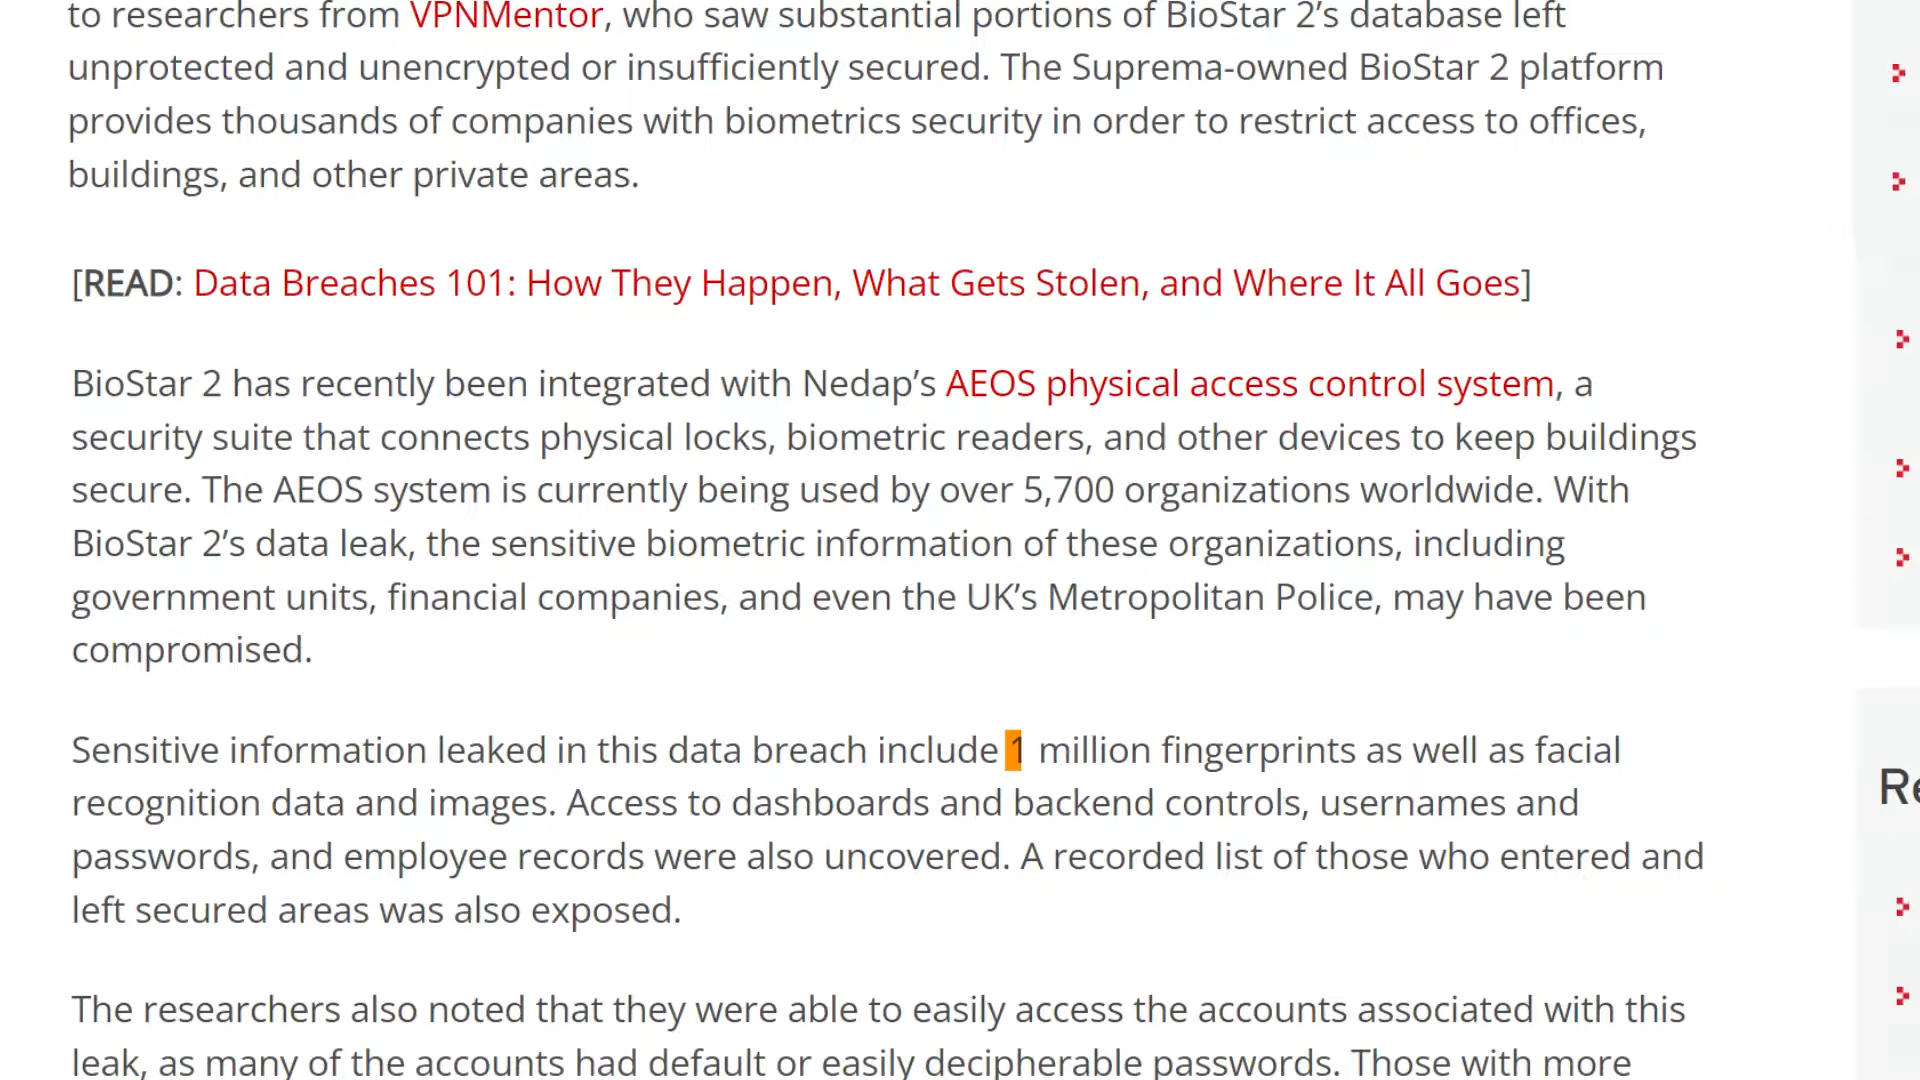 to researchers from VPNMentor, who saw substantial portions of BioStar 2’s database left
unprotected and unencrypted or insufficiently secured. The Suprema-owned BioStar 2 platform
provides thousands of companies with biometrics security in order to restrict access to offices,
buildings, and other private areas.
[READ: Data Breaches 101: How They Happen, What Gets Stolen, and Where It All Goes]
BioStar 2 has recently been integrated with Nedap’s AEOS physical access control system, a
security suite that connects physical locks, biometric readers, and other devices to keep buildings
secure. The AEOS system is currently being used by over 5,700 organizations worldwide. With
BioStar 2’s data leak, the sensitive biometric information of these organizations, including
government units, financial companies, and even the UK’s Metropolitan Police, may have been
compromised.
Sensitive information leaked in this data breach include 1 million fingerprints as well as facial
recognition data and images. Access to dashboards and backend controls, usernames and
passwords, and employee records were also uncovered. A recorded list of those who entered and
left secured areas was also exposed.
The researchers also noted that they were able to easily access the accounts associated with this
leak, as many of the accounts had default or easily decipherable passwords. Those with more